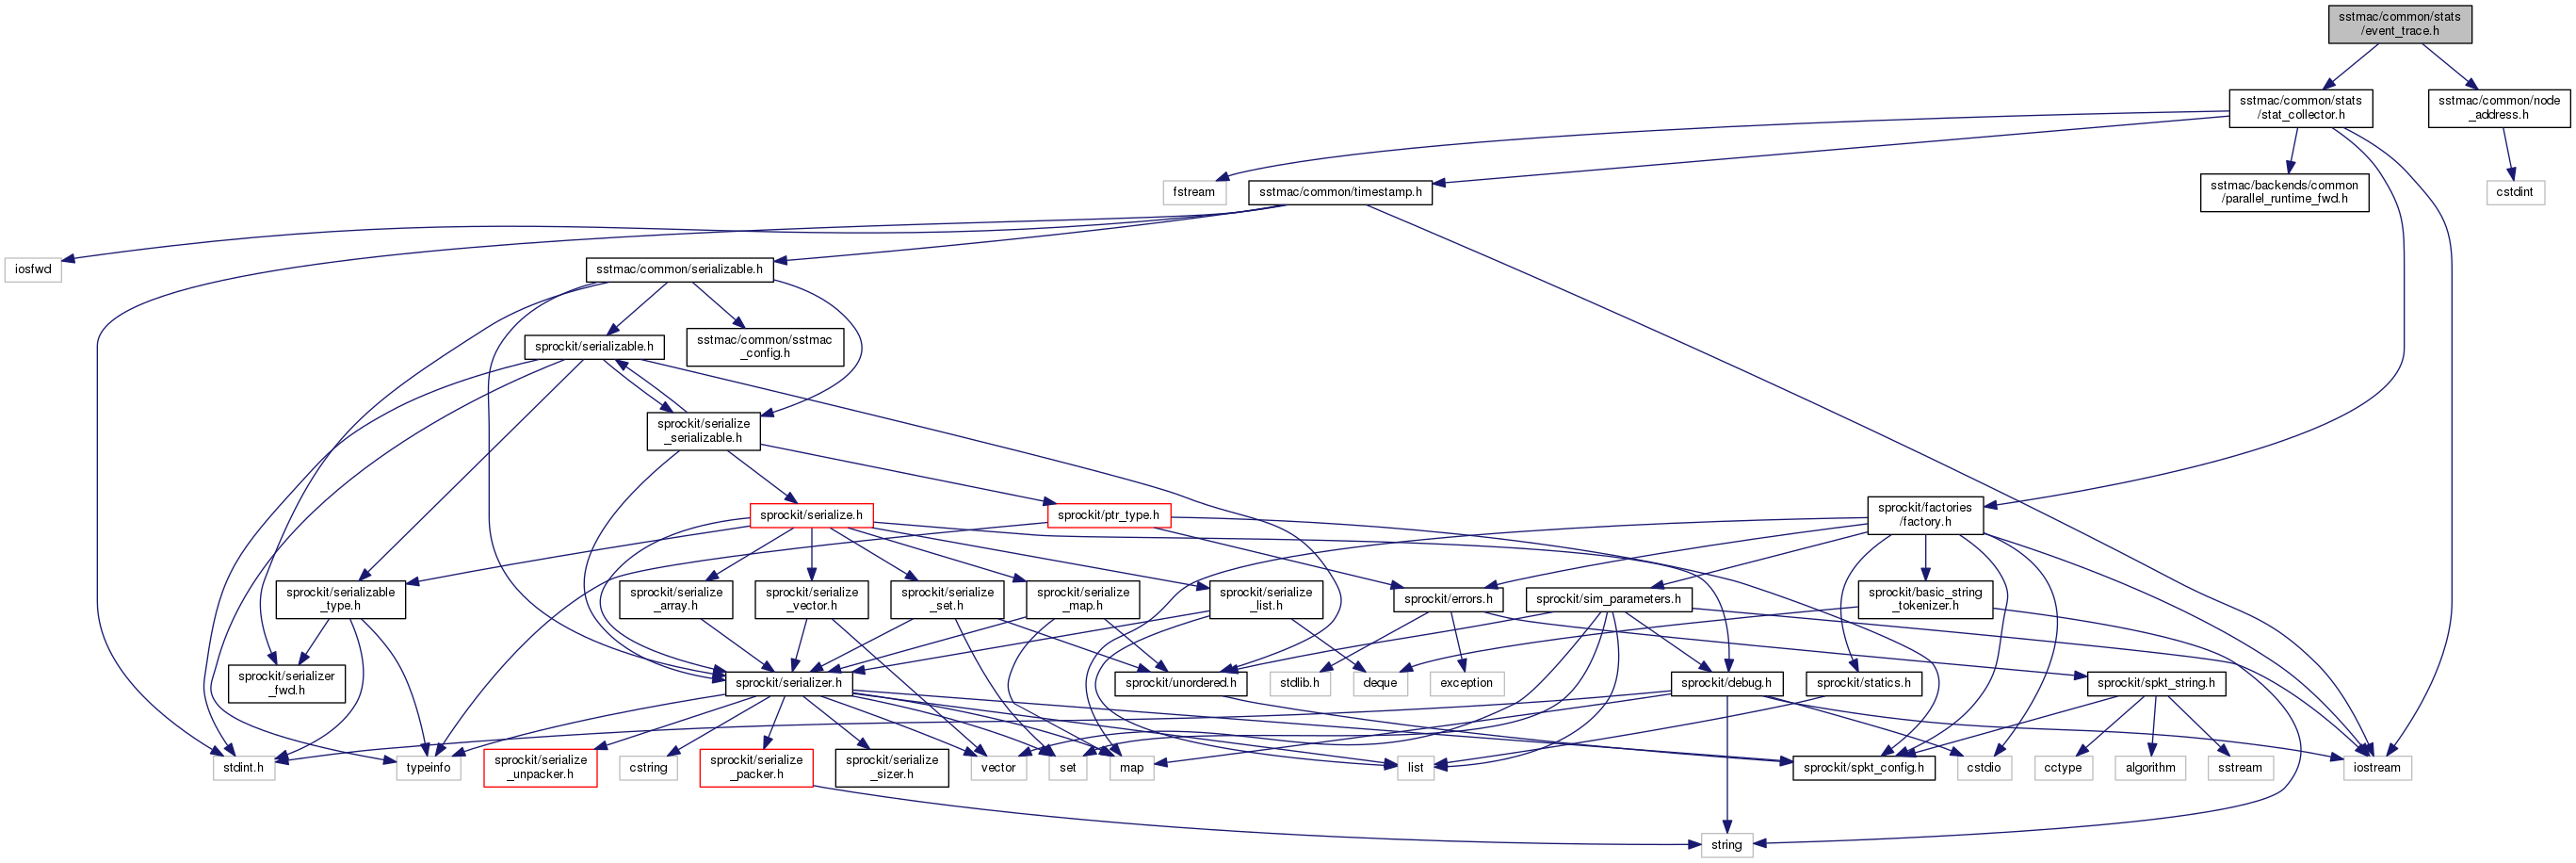 sstmac/common/stats
/event_trace.h
sstmac/common/stats
/stat_collector.h
sstmac/common/node
_address.h
fstream
sstmac/common/timestamp.h
sstmac/backends/common
/parallel_runtime_fwd.h
cstdint
iosfwd
sstmac/common/serializable.h
sprockit/serializable.h
sstmac/common/sstmac
_config.h
sprockit/serialize
_serializable.h
sprockit/serialize.h
sprockit/ptr_type.h
sprockit/factories
/factory.h
sprockit/serializable
_type.h
sprockit/serialize
_array.h
sprockit/serialize
_vector.h
sprockit/serialize
_set.h
sprockit/serialize
_map.h
sprockit/serialize
_list.h
sprockit/errors.h
sprockit/sim_parameters.h
sprockit/basic_string
_tokenizer.h
sprockit/serializer
_fwd.h
sprockit/serializer.h
sprockit/unordered.h
stdlib.h
deque
exception
sprockit/debug.h
sprockit/statics.h
sprockit/spkt_string.h
stdint.h
typeinfo
sprockit/serialize
_unpacker.h
cstring
sprockit/serialize
_packer.h
sprockit/serialize
_sizer.h
vector
set
map
list
sprockit/spkt_config.h
cstdio
cctype
algorithm
sstream
iostream
string